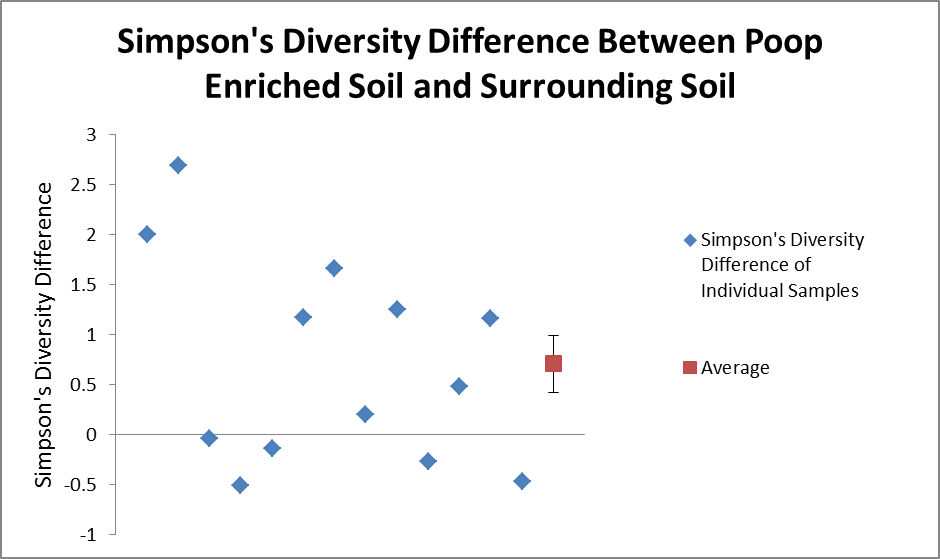 Simpson's Diversity Difference Between Poop
Enriched Soil and Surrounding Soil
Simpson's Diversity Difference
3
2.5
2
1.5
1
0.5
0
-0.5
-1
Simpson's Diversity
Difference of
Individual Samples
Average